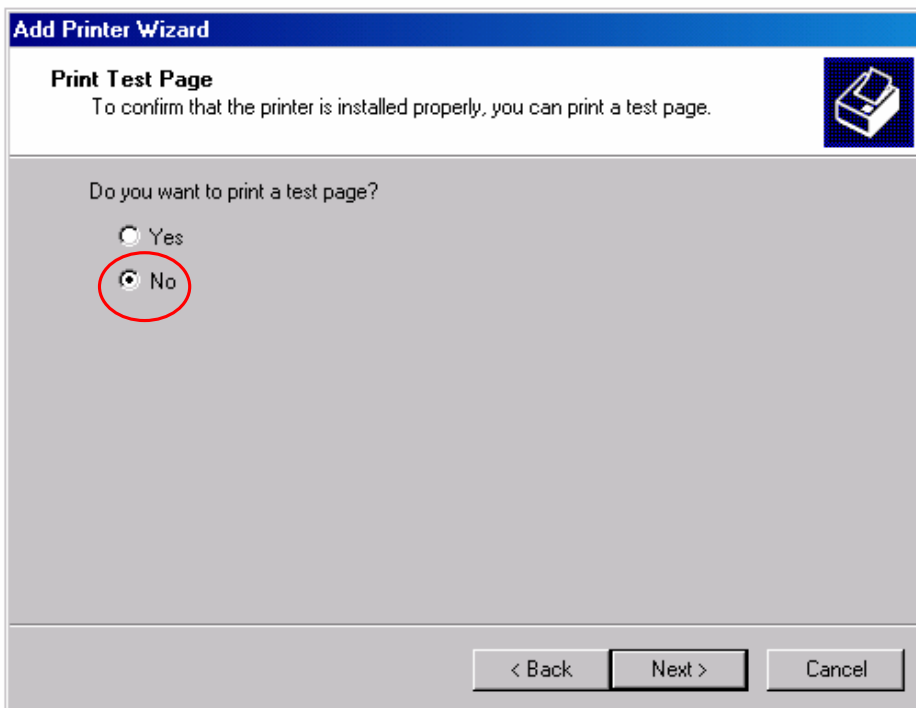 Add Printer Wizard
Print Test Page
To confirm that the printer is installed properly, you can print a test page.
Do you want to print a test page?
Yes
No
< Back Next > Cancel